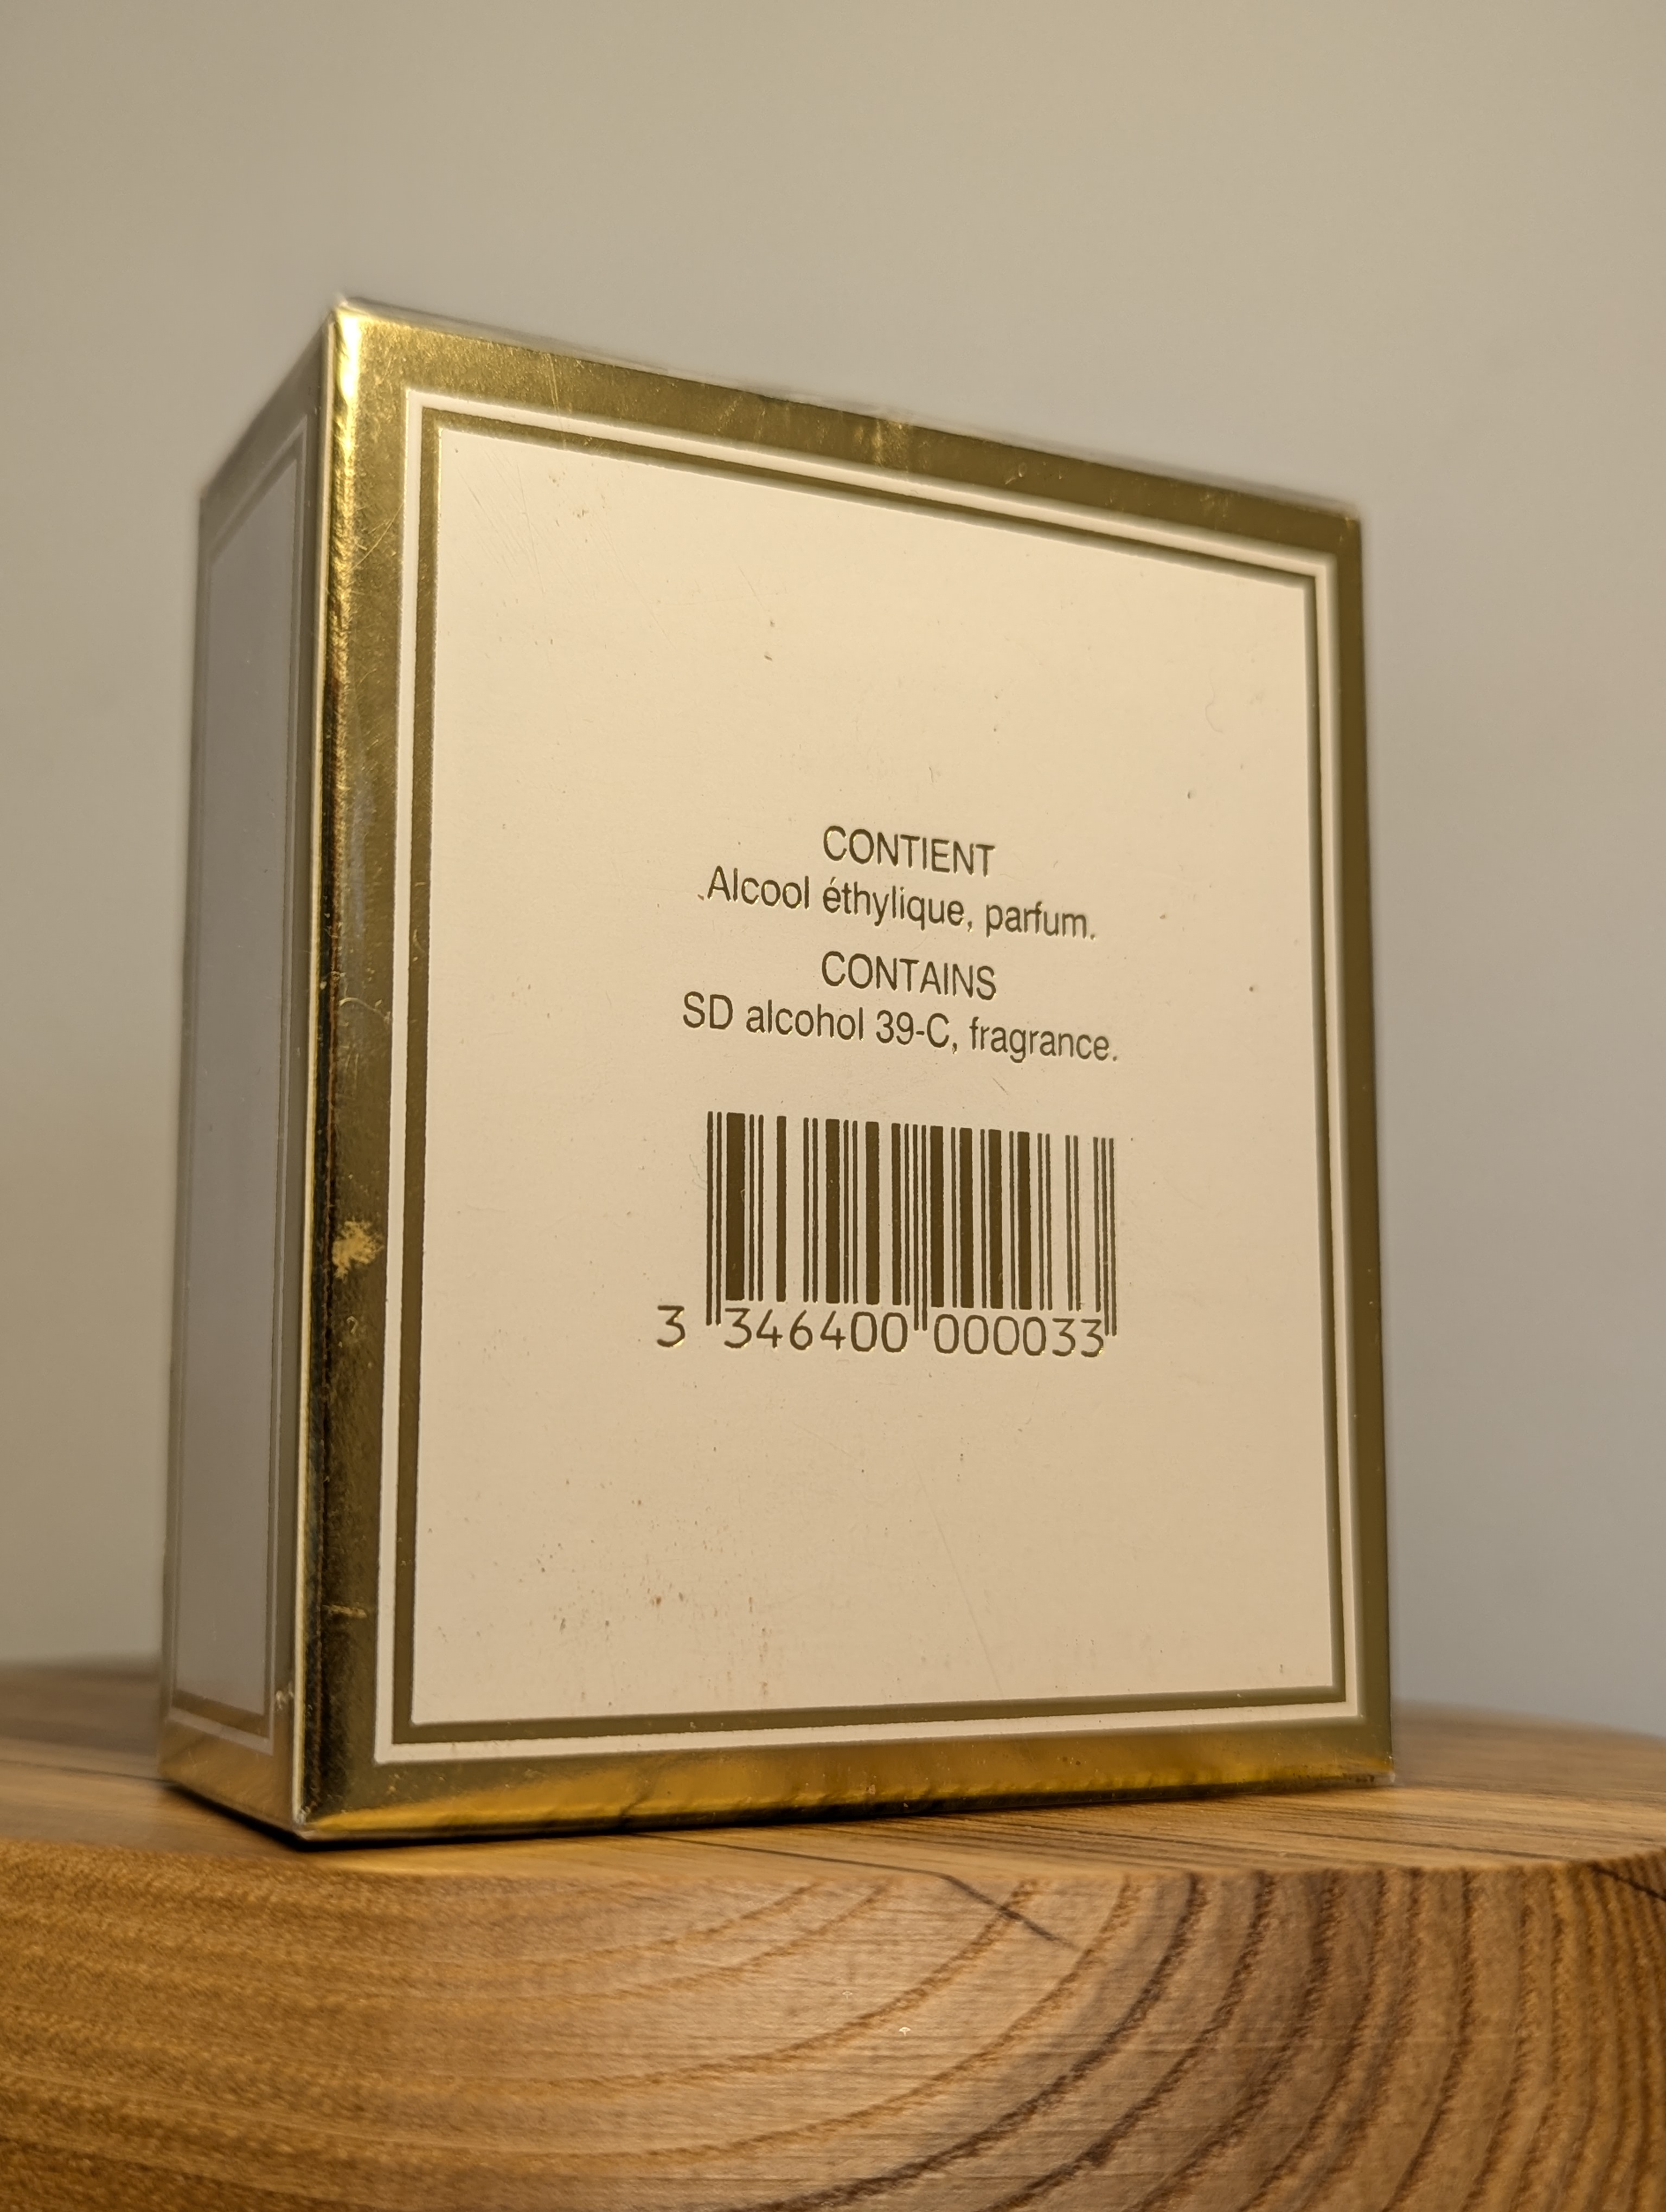 CONTIENT
Alcool éthylique, parfum.
CONTAINS
SD alcohol 39-C, fragrance.
3 346400 000033